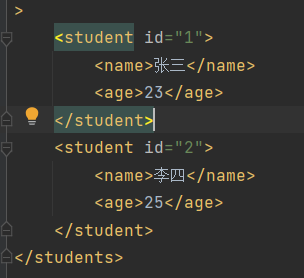 >
<student id="1">
<name>张三</name>
<age>23</age>
</student>
<student id="2">
<name>李四</name>
<age>25</age>
</student>
</students>